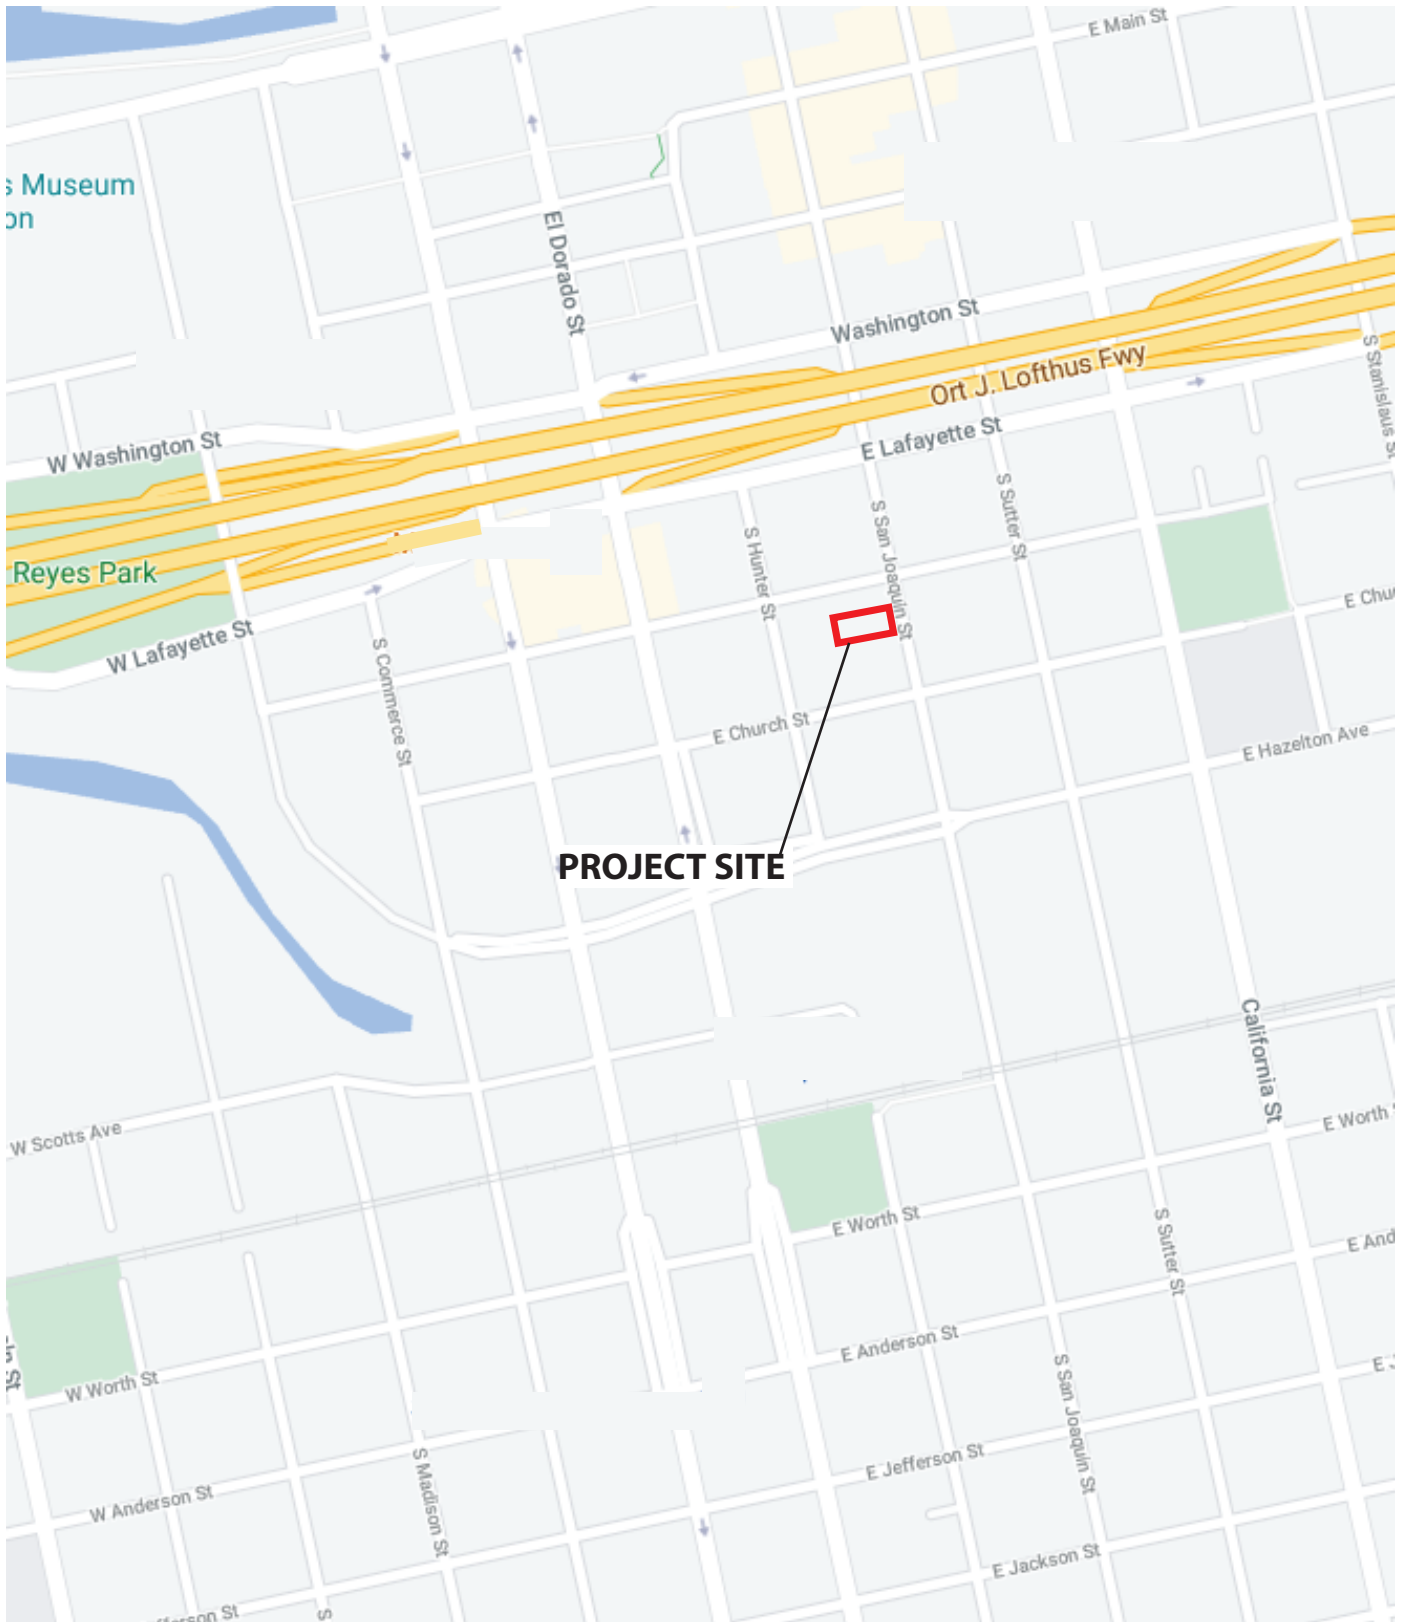 E Main St
s Museum
on
El Dorado St
Washington St
Ort J. Lofthus Fwy
S Stanislaus S
W Washington St
E Lafayette St
S Sutter St
S San Joaquin St
S Hunter St
Reyes Park
E Chu
W Lafayette St
S Commerce St
E Church St
E Hazelton Ave
PROJECT SITE
California St
W Scotts Ave
E Worth
E Worth St
S Sutter St
E And
E Anderson St
ln St
W Worth St
S San Joaquin St
E J
E Jefferson St
S Madison St
W Anderson St
E Jackson St
fferson St
S